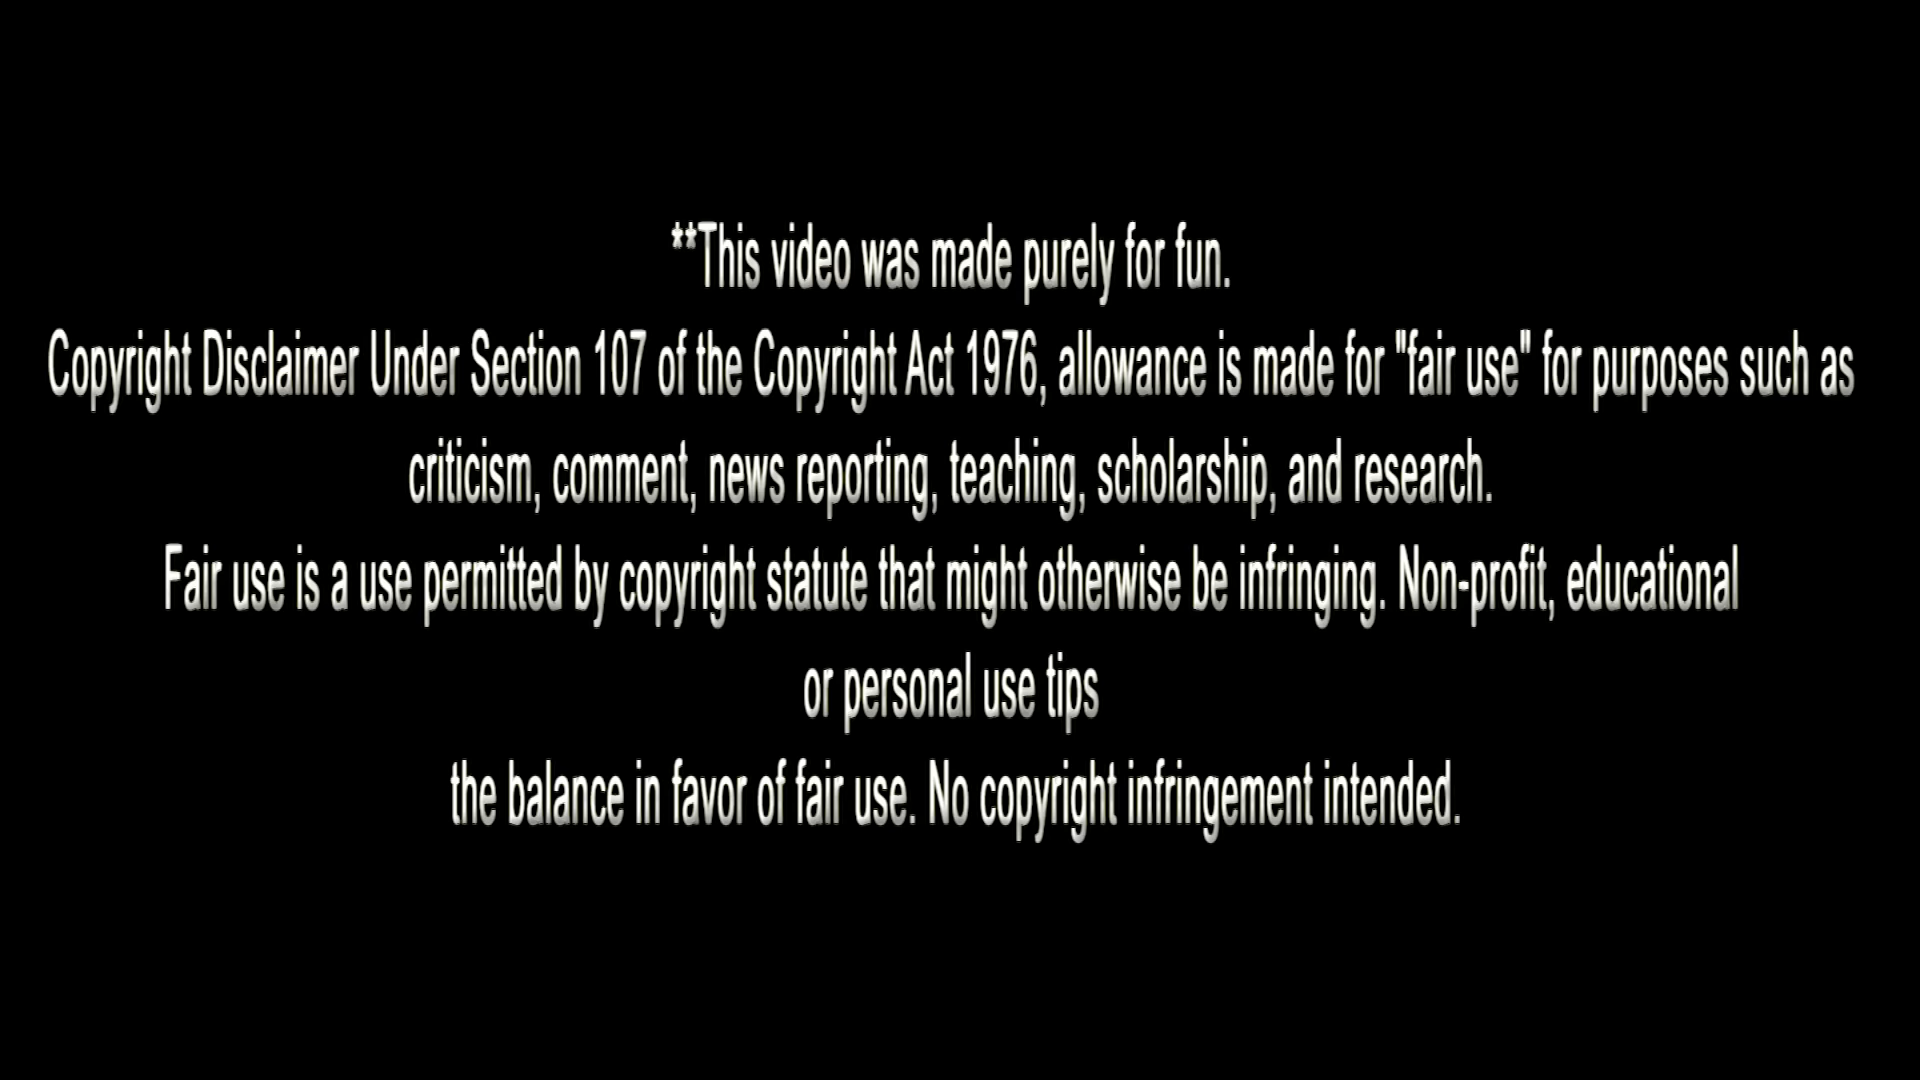 **This video was made purely for fun.
Copyright Disclaimer Under Section 107 of the Copyright Act 1976, allowance is made for "fair use" for purposes such as
criticism, comment, news reporting, teaching, scholarship, and research.
Fair use is a use permitted by copyright statute that might otherwise be infringing. Non-profit, educational
or personal use tips
the balance in favor of fair use. No copyright infringement intended.